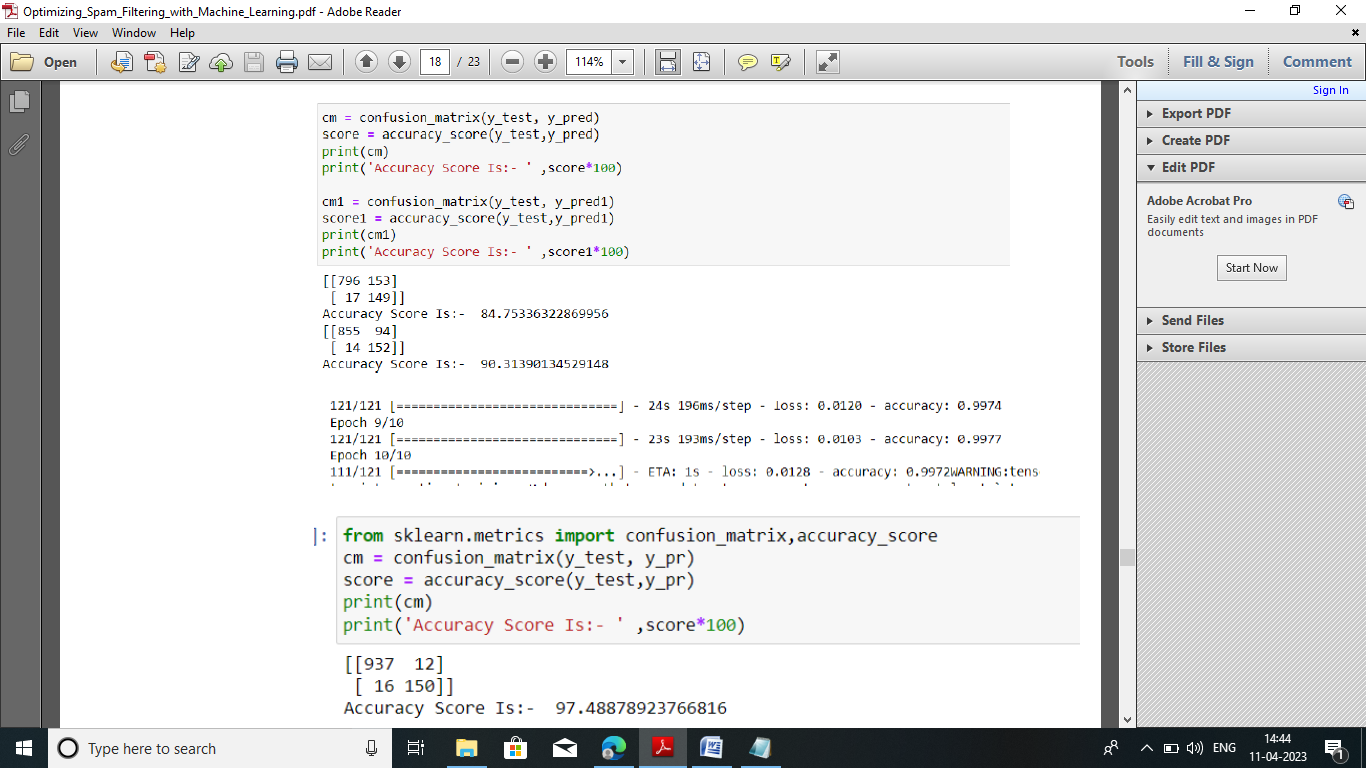 Optimizing_Spam_Filtering_with_Machine_Learning.pdf - Adobe Reader
File Edit View Window Help
Open 18 / 23 114% Tools Fill & Sign Comment
Sign In
Export PDF
Create PDF
Edit PDF
Adobe Acrobat Pro
Easily edit text and images in PDF
documents
Start Now
Send Files
Store Files
cm = confusion_matrix(y_test, y_pred)
score = accuracy_score(y_test,y_pred)
print(cm)
print('Accuracy Score Is:- ' ,score*100)
cm1 = confusion_matrix(y_test, y_pred1)
score1 = accuracy_score(y_test,y_pred1)
print(cm1)
print('Accuracy Score Is:- ' ,score1*100)
[[796 153]
[ 17 149]]
Accuracy Score Is:- 84.75336322869956
[[855 94]
[ 14 152]]
Accuracy Score Is:- 90.31390134529148
121/121 [==============================] - 24s 196ms/step - loss: 0.0120 - accuracy: 0.9974
Epoch 9/10
121/121 [==============================] - 23s 193ms/step - loss: 0.0103 - accuracy: 0.9977
Epoch 10/10
111/121 [==========================>...] - ETA: 1s - loss: 0.0128 - accuracy: 0.9972WARNING:tens
]: from sklearn.metrics import confusion_matrix,accuracy_score
cm = confusion_matrix(y_test, y_pr)
score = accuracy_score(y_test,y_pr)
print(cm)
print('Accuracy Score Is:- ' ,score*100)
[[937 12]
[ 16 150]]
Accuracy Score Is:- 97.48878923766816
Type here to search
ENG
14:44
11-04-2023
1